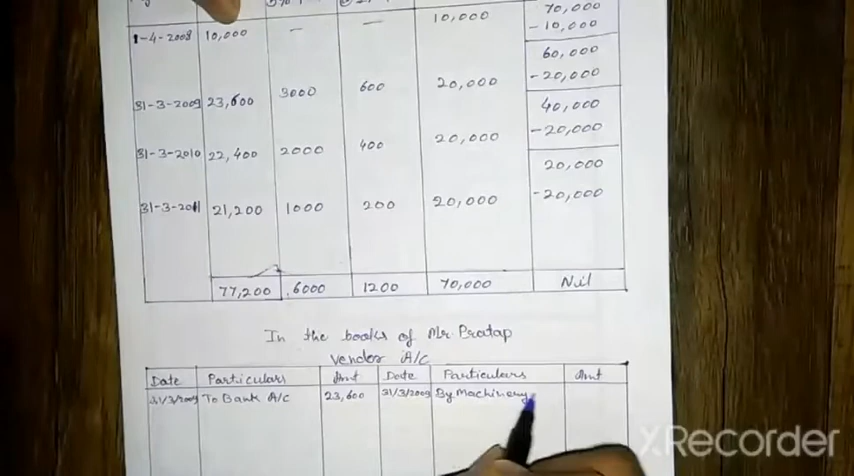 10,000
70,000
1-4-2008 10,000 — — - 10,000
60,000
31-3-2009 23,600 3000 600 20,000 - 20,000
40,000
31-3-2010 22,400 2000 400 20,000 - 20,000
20,000
31-3-2011 21,200 1000 200 20,000 - 20,000
77,200 6000 1200 70,000 Nil
In the books of Mr. Pratap
Vendor A/C
Date Particulars Amt Date Particulars Amt
31/3/2009 To Bank A/C 23,600 31/3/2009 By Machinery
XRecorder